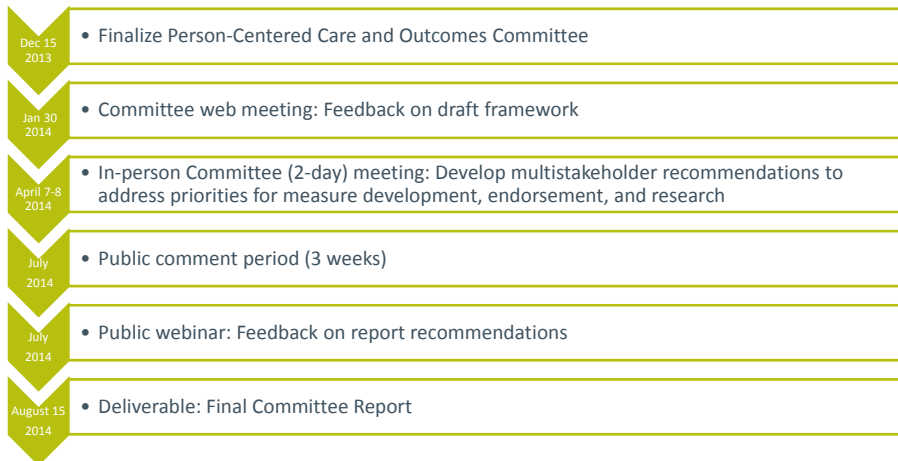 Dec 15
2013
• Finalize Person-Centered Care and Outcomes Committee
Jan 30
2014
• Committee web meeting: Feedback on draft framework
April 7-8
2014
• In-person Committee (2-day) meeting: Develop multistakeholder recommendations to
address priorities for measure development, endorsement, and research
July
2014
• Public comment period (3 weeks)
July
2014
• Public webinar: Feedback on report recommendations
August 15
2014
• Deliverable: Final Committee Report